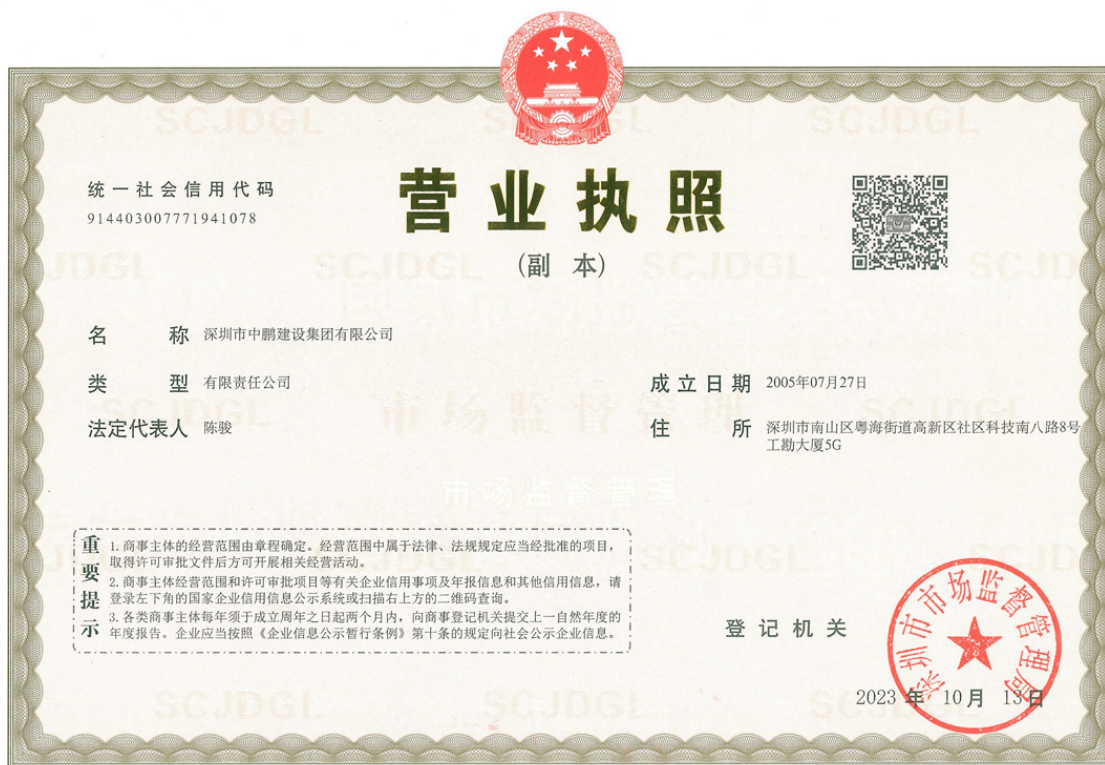 统一社会信用代码
914403007771941078
营业执照
(副 本)
名 称 深圳市中鹏建设集团有限公司
类 型 有限责任公司
成立日期 2005年07月27日
法定代表人 陈骏
住 所 深圳市南山区粤海街道高新区社区科技南八路8号
工勘大厦5G
市场监督管理
市场监督管理
重要提示
1. 商事主体的经营范围由章程确定。经营范围中属于法律、法规规定应当经批准的项目，
取得许可审批文件后方可开展相关经营活动。
2. 商事主体经营范围和许可审批项目等有关企业信用事项及年报信息和其他信用信息，请
登录左下角的国家企业信用信息公示系统或扫描右上方的二维码查询。
3. 各类商事主体每年须于成立周年之日起两个月内，向商事登记机关提交上一自然年度的
年度报告。企业应当按照《企业信息公示暂行条例》第十条的规定向社会公示企业信息。
登记机关
深圳市市场监督管理局
2023 年 10月 13日
SCJDGL